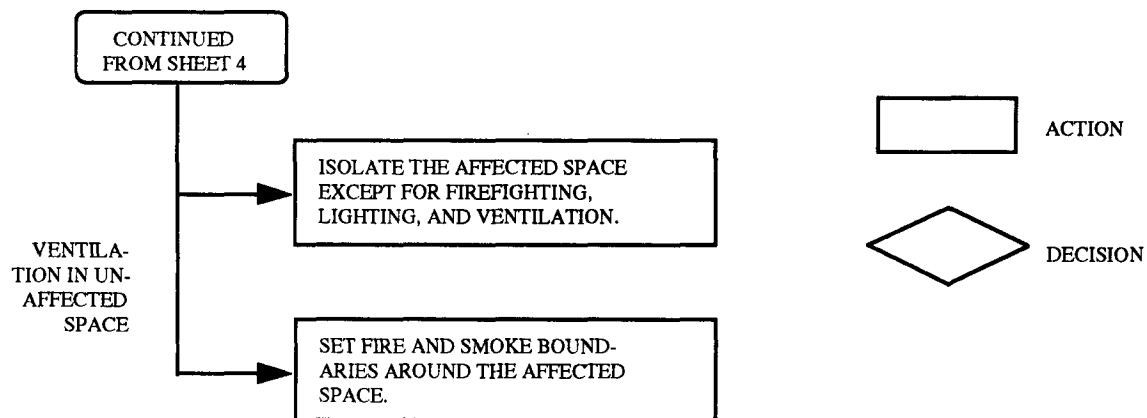 CONTINUED
FROM SHEET 4
ISOLATE THE AFFECTED SPACE
EXCEPT FOR FIREFIGHTING,
LIGHTING, AND VENTILATION.
VENTILA-
TION IN UN-
AFFECTED
SPACE
SET FIRE AND SMOKE BOUND-
ARIES AROUND THE AFFECTED
SPACE.
ACTION
DECISION